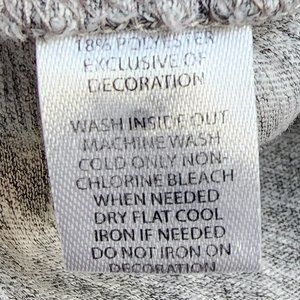 18% POLYESTER
EXCLUSIVE OF
DECORATION
WASH INSIDE OUT
MACHINE WASH
COLD ONLY NON-
CHLORINE BLEACH
WHEN NEEDED
DRY FLAT COOL
IRON IF NEEDED
DO NOT IRON ON
DECORATION